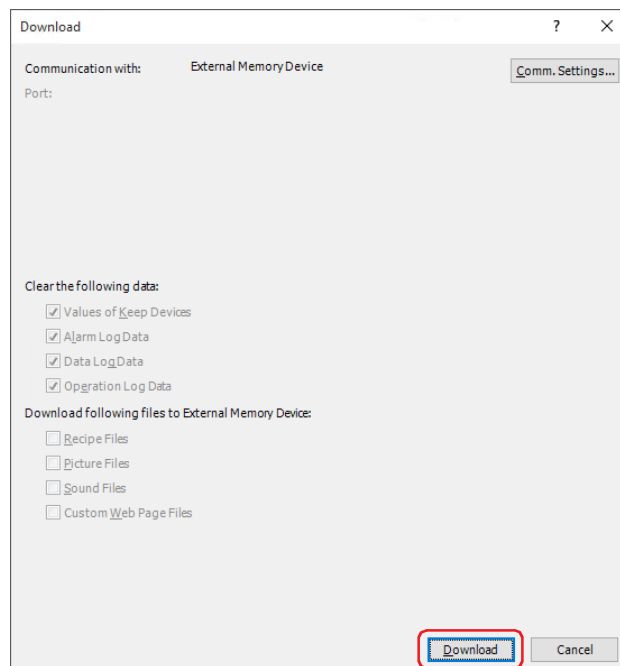 Download ?
Communication with: External Memory Device Comm. Settings...
Port:
Clear the following data:
Values of Keep Devices
Alarm Log Data
Data Log Data
Operation Log Data
Download following files to External Memory Device:
Recipe Files
Picture Files
Sound Files
Custom Web Page Files
Download Cancel